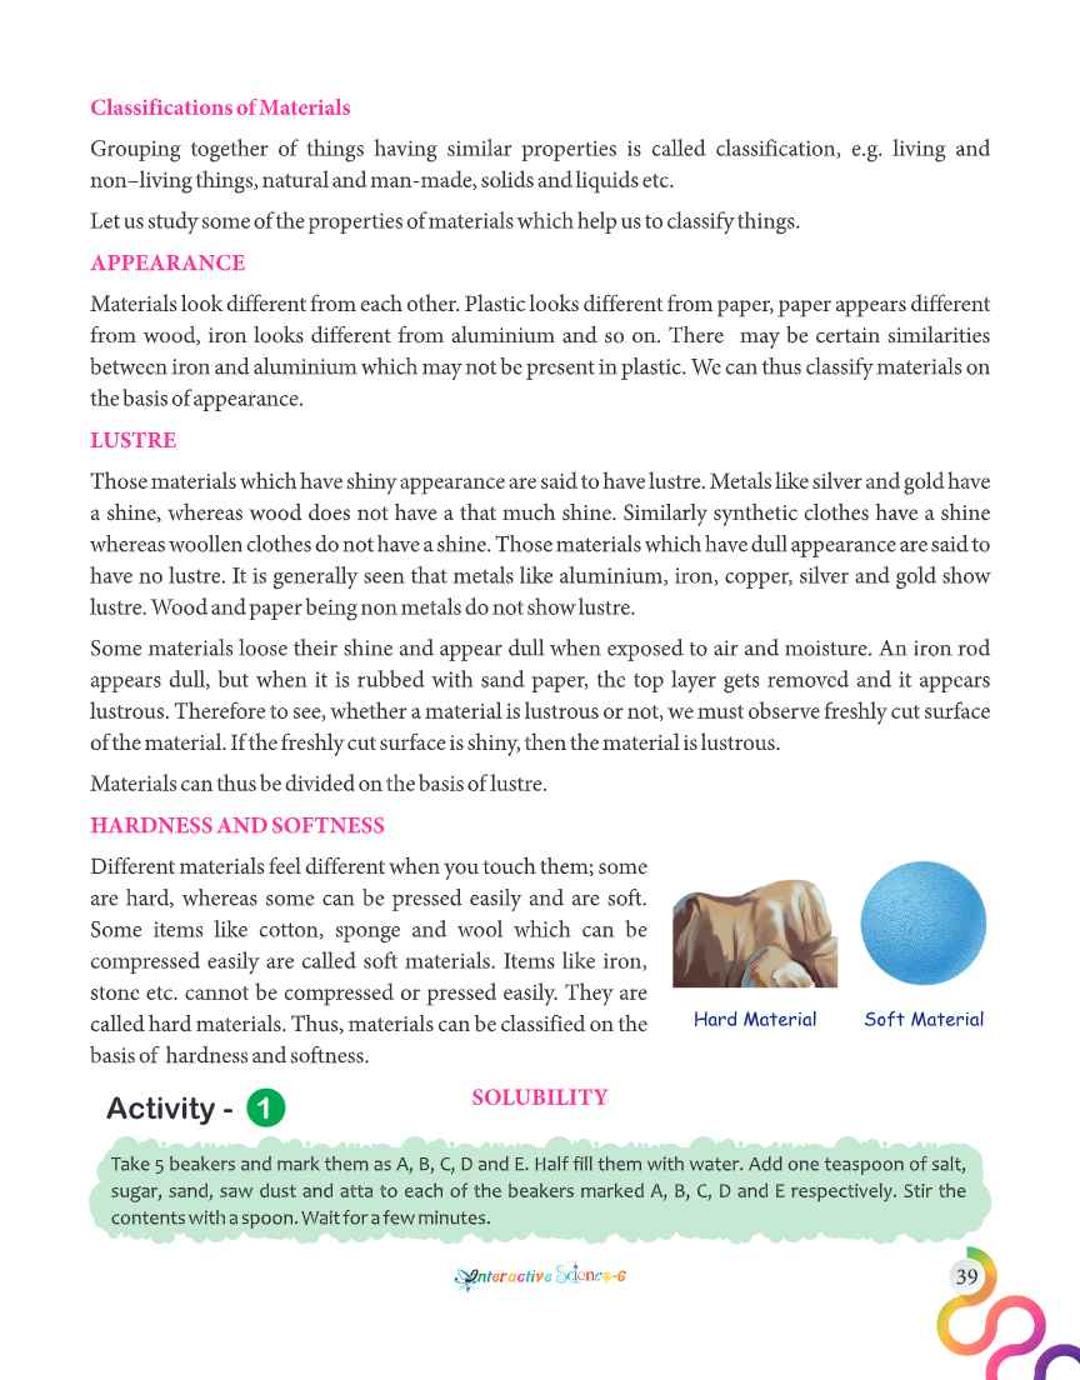 Classifications of Materials
Grouping together of things having similar properties is called classification, e.g. living and
non–living things, natural and man-made, solids and liquids etc.
Let us study some of the properties of materials which help us to classify things.
APPEARANCE
Materials look different from each other. Plastic looks different from paper, paper appears different
from wood, iron looks different from aluminium and so on. There may be certain similarities
between iron and aluminium which may not be present in plastic. We can thus classify materials on
the basis of appearance.
LUSTRE
Those materials which have shiny appearance are said to have lustre. Metals like silver and gold have
a shine, whereas wood does not have a that much shine. Similarly synthetic clothes have a shine
whereas woollen clothes do not have a shine. Those materials which have dull appearance are said to
have no lustre. It is generally seen that metals like aluminium, iron, copper, silver and gold show
lustre. Wood and paper being non metals do not show lustre.
Some materials loose their shine and appear dull when exposed to air and moisture. An iron rod
appears dull, but when it is rubbed with sand paper, the top layer gets removed and it appears
lustrous. Therefore to see, whether a material is lustrous or not, we must observe freshly cut surface
of the material. If the freshly cut surface is shiny, then the material is lustrous.
Materials can thus be divided on the basis of lustre.
HARDNESS AND SOFTNESS
Different materials feel different when you touch them; some
are hard, whereas some can be pressed easily and are soft.
Some items like cotton, sponge and wool which can be
compressed easily are called soft materials. Items like iron,
stone etc. cannot be compressed or pressed easily. They are
called hard materials. Thus, materials can be classified on the
basis of hardness and softness.
Hard Material
Soft Material
SOLUBILITY
Activity - 1
Take 5 beakers and mark them as A, B, C, D and E. Half fill them with water. Add one teaspoon of salt,
sugar, sand, saw dust and atta to each of the beakers marked A, B, C, D and E respectively. Stir the
contents with a spoon. Wait for a few minutes.
Interactive Science-6
39